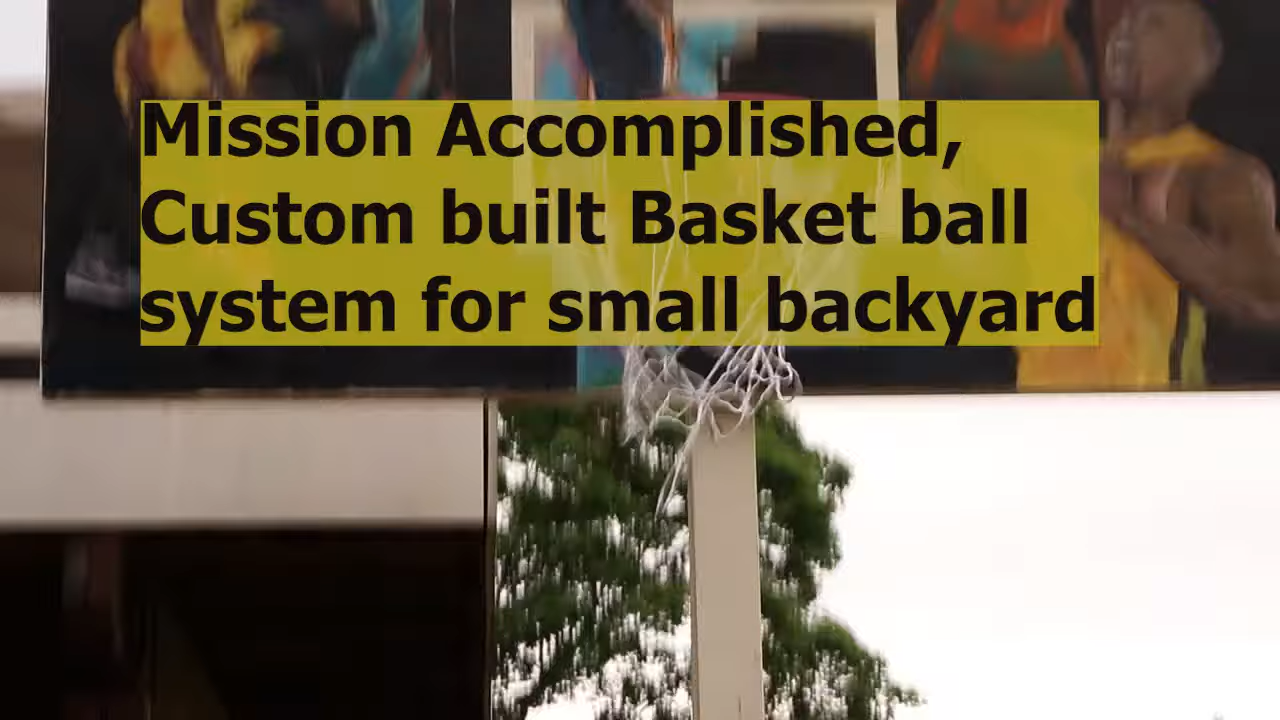 Mission Accomplished,
Custom built Basket ball
system for small backyard